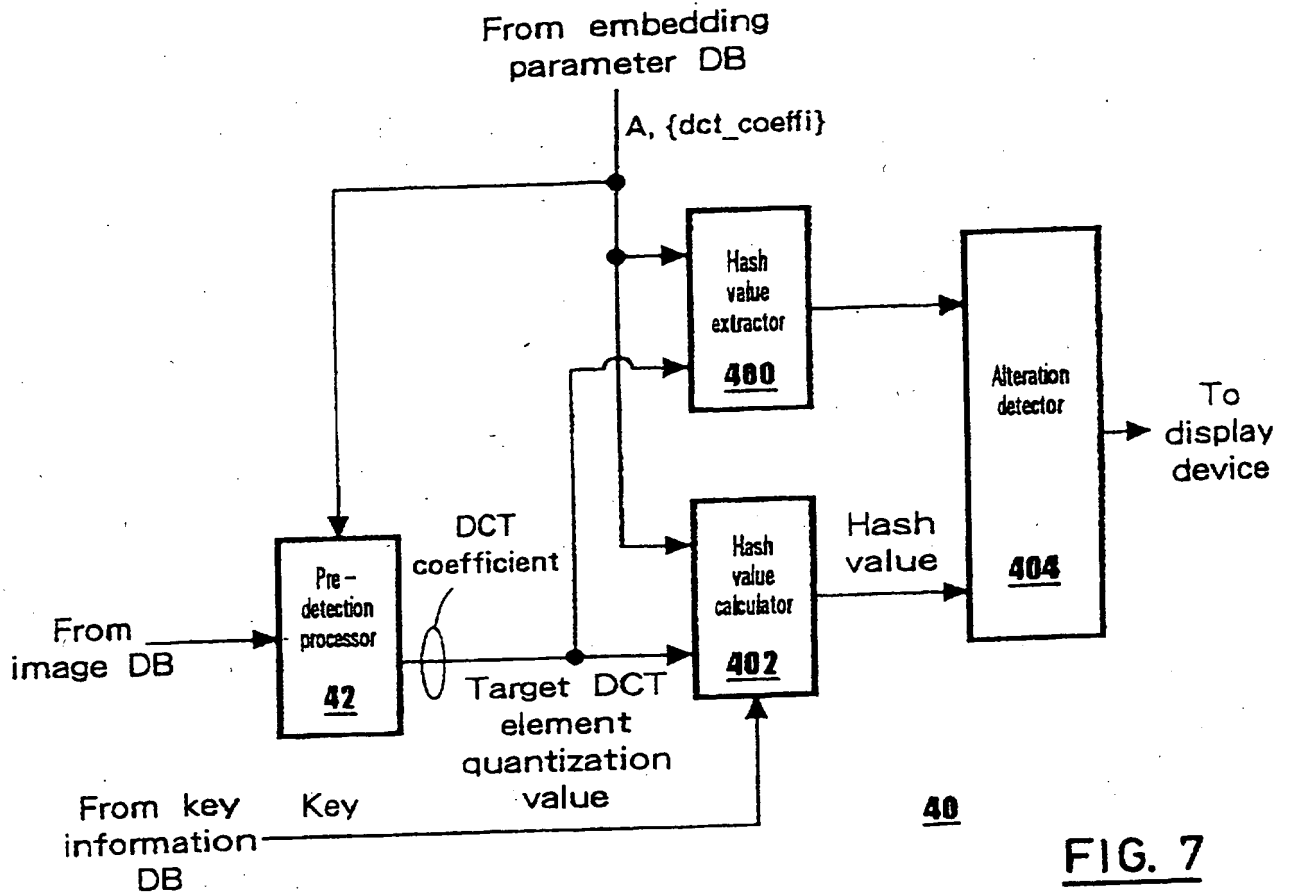 From embedding
parameter DB
A, {dct_coeffi}
Hash
value
extractor
400
Alteration
detector
404
To
display
device
DCT
coefficient
Hash
value
calculator
402
Hash
value
Pre-
detection
processor
42
From
image DB
Target DCT
element
quantization
value
From key
information
DB
Key
40
FIG. 7